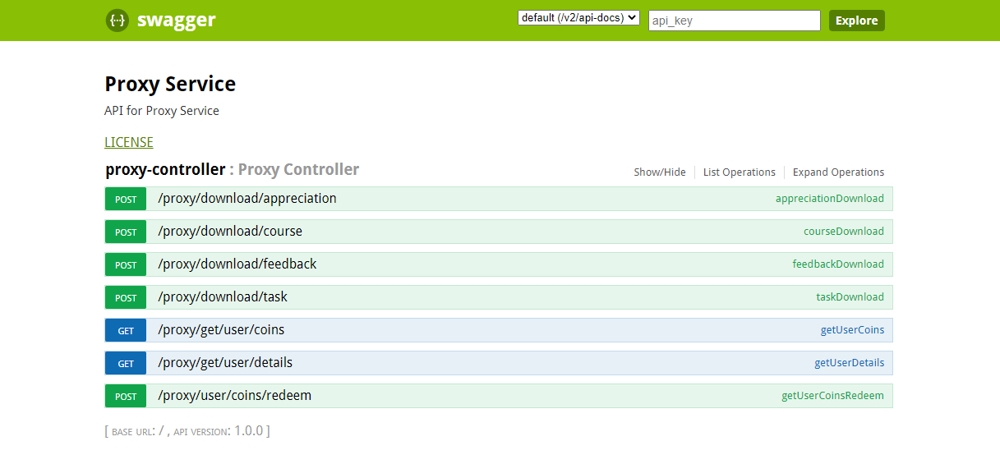 {···} swagger default (/v2/api-docs) api_key Explore
Proxy Service
API for Proxy Service
LICENSE
proxy-controller : Proxy Controller Show/Hide List Operations Expand Operations
POST /proxy/download/appreciation appreciationDownload
POST /proxy/download/course courseDownload
POST /proxy/download/feedback feedbackDownload
POST /proxy/download/task taskDownload
GET /proxy/get/user/coins getUserCoins
GET /proxy/get/user/details getUserDetails
POST /proxy/user/coins/redeem getUserCoinsRedeem
[ BASE URL: / , API VERSION: 1.0.0 ]